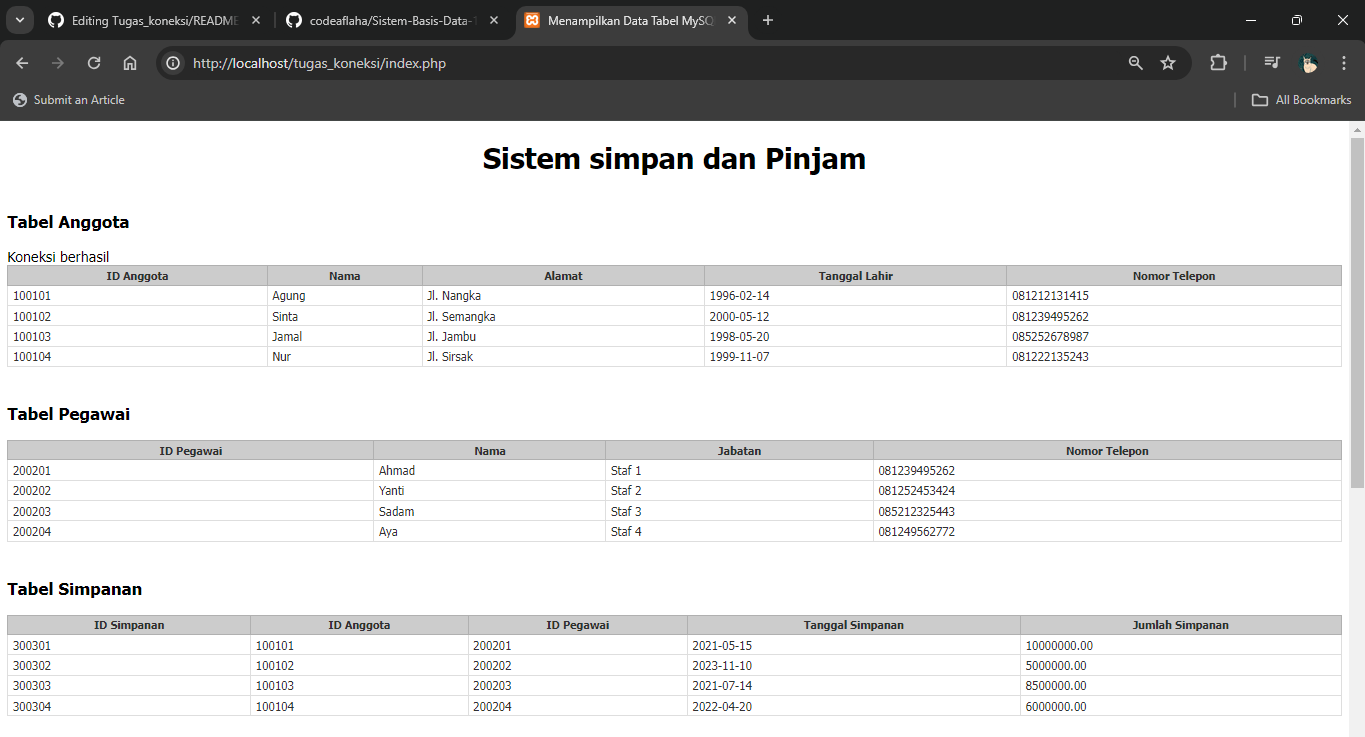 Editing Tugas_koneksi/README
codeaflaha/Sistem-Basis-Data-1
Menampilkan Data Tabel MySQ
http://localhost/tugas_koneksi/index.php
Submit an Article
All Bookmarks
Sistem simpan dan Pinjam
Tabel Anggota
Koneksi berhasil
ID Anggota Nama Alamat Tanggal Lahir Nomor Telepon
100101 Agung Jl. Nangka 1996-02-14 081212131415
100102 Sinta Jl. Semangka 2000-05-12 081239495262
100103 Jamal Jl. Jambu 1998-05-20 085252678987
100104 Nur Jl. Sirsak 1999-11-07 081222135243
Tabel Pegawai
ID Pegawai Nama Jabatan Nomor Telepon
200201 Ahmad Staf 1 081239495262
200202 Yanti Staf 2 081252453424
200203 Sadam Staf 3 085212325443
200204 Aya Staf 4 081249562772
Tabel Simpanan
ID Simpanan ID Anggota ID Pegawai Tanggal Simpanan Jumlah Simpanan
300301 100101 200201 2021-05-15 10000000.00
300302 100102 200202 2023-11-10 5000000.00
300303 100103 200203 2021-07-14 8500000.00
300304 100104 200204 2022-04-20 6000000.00